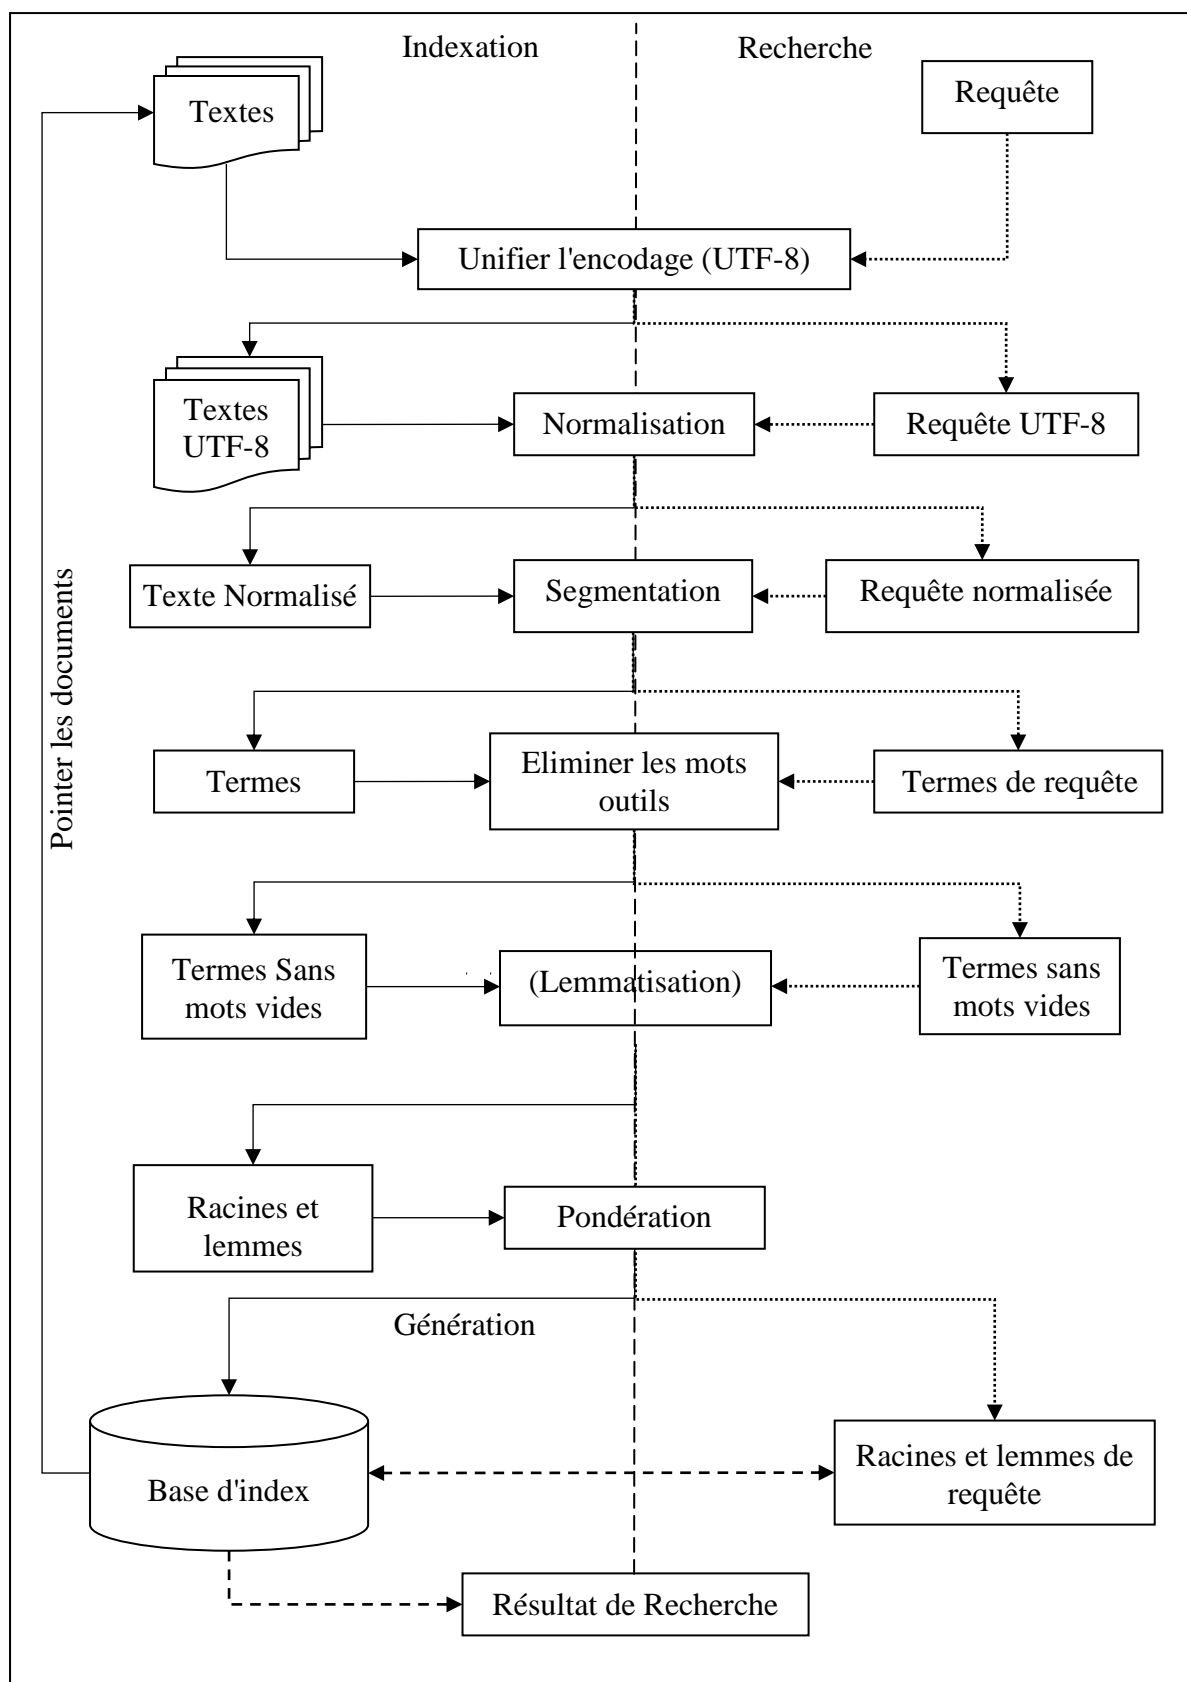 Indexation
Recherche
Textes
Requête
Unifier l'encodage (UTF-8)
Textes
UTF-8
Normalisation
Requête UTF-8
Texte Normalisé
Segmentation
Requête normalisée
Pointer les documents
Termes
Eliminer les mots
outils
Termes de requête
Termes Sans
mots vides
(Lemmatisation)
Termes sans
mots vides
Racines et
lemmes
Pondération
Génération
Base d'index
Racines et lemmes de
requête
Résultat de Recherche